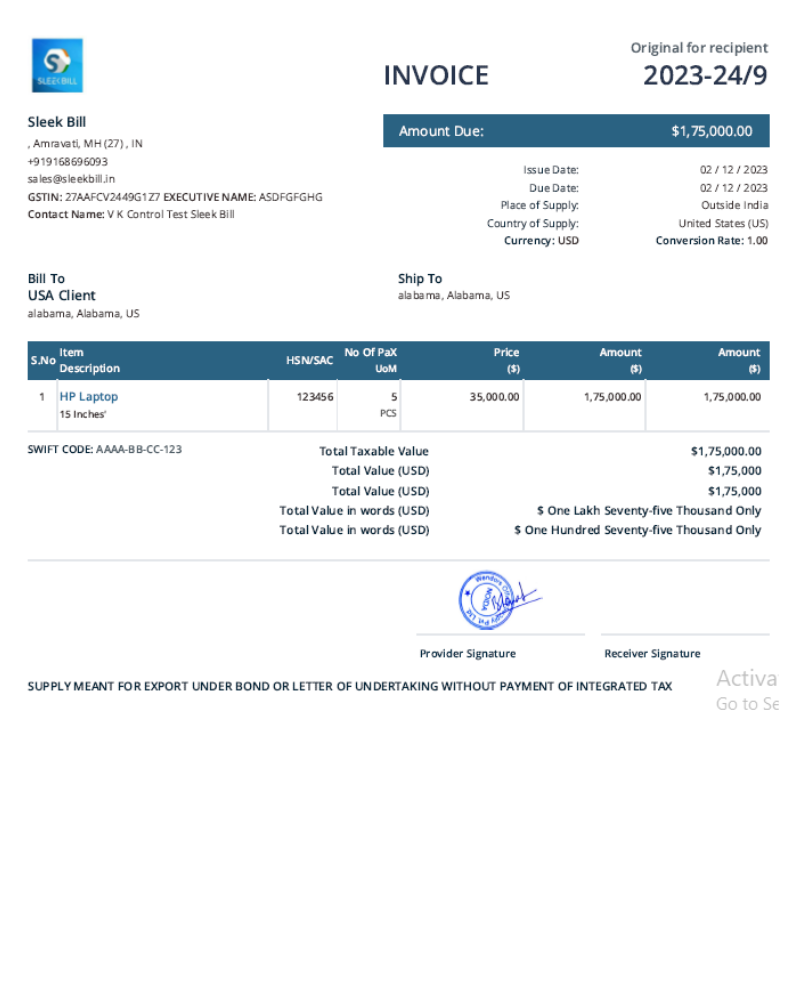 Original for recipient
SLEEKBILL
INVOICE
2023-24/9
Sleek Bill
, Amravati, MH (27) , IN
+919168696093
sales@sleekbill.in
GSTIN: 27AAFCV2449G1Z7 EXECUTIVE NAME: ASDFGFGHG
Contact Name: V K Control Test Sleek Bill
Amount Due: $1,75,000.00
Issue Date: 02 / 12 / 2023
Due Date: 02 / 12 / 2023
Place of Supply: Outside India
Country of Supply: United States (US)
Currency: USD Conversion Rate: 1.00
Bill To
USA Client
alabama, Alabama, US
Ship To
alabama, Alabama, US
S.No Item Description HSN/SAC No Of PaX UoM Price ($) Amount ($) Amount ($)
1 HP Laptop 123456 5 35,000.00 1,75,000.00 1,75,000.00
15 Inches' PCS
SWIFT CODE: AAAA-BB-CC-123
Total Taxable Value $1,75,000.00
Total Value (USD) $1,75,000
Total Value (USD) $1,75,000
Total Value in words (USD) $ One Lakh Seventy-five Thousand Only
Total Value in words (USD) $ One Hundred Seventy-five Thousand Only
NOIDA
Provider Signature
Receiver Signature
SUPPLY MEANT FOR EXPORT UNDER BOND OR LETTER OF UNDERTAKING WITHOUT PAYMENT OF INTEGRATED TAX
Activa
Go to Se